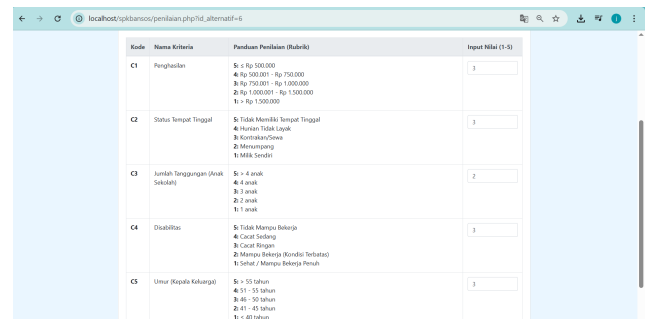 localhost/spkbansos/penilaian.php?id_alternatif=6
Kode Nama Kriteria Panduan Penilaian (Rubrik) Input Nilai (1-5)
C1 Penghasilan 5: ≤ Rp 500.000 3
4: Rp 500.001 - Rp 750.000
3: Rp 750.001 - Rp 1.000.000
2: Rp 1.000.001 - Rp 1.500.000
1: > Rp 1.500.000
C2 Status Tempat Tinggal 5: Tidak Memiliki Tempat Tinggal 3
4: Hunian Tidak Layak
3: Kontrakan/Sewa
2: Menumpang
1: Milik Sendiri
C3 Jumlah Tanggungan (Anak 5: > 4 anak 2
Sekolah) 4: 4 anak
3: 3 anak
2: 2 anak
1: 1 anak
C4 Disabilitas 5: Tidak Mampu Bekerja 3
4: Cacat Sedang
3: Cacat Ringan
2: Mampu Bekerja (Kondisi Terbatas)
1: Sehat / Mampu Bekerja Penuh
C5 Umur (Kepala Keluarga) 5: > 55 tahun 3
4: 51 - 55 tahun
3: 46 - 50 tahun
2: 41 - 45 tahun
1: ≤ 40 tahun